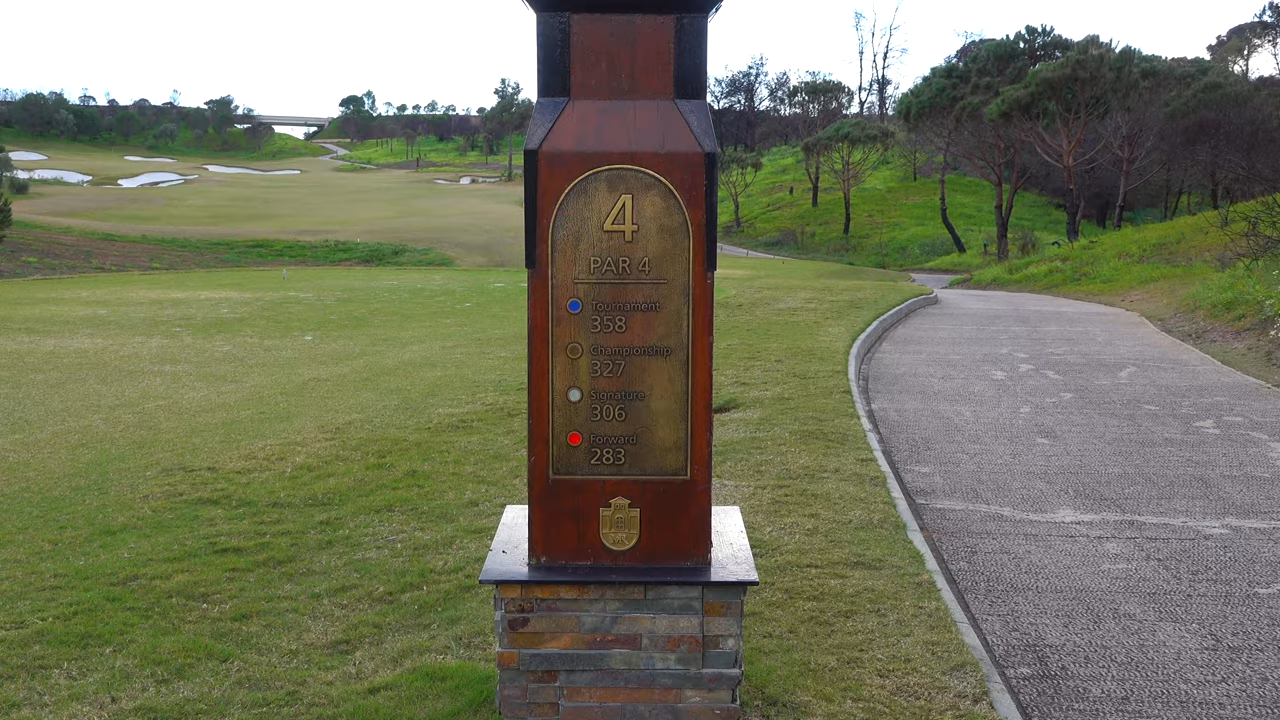 4
PAR 4
Tournament
358
Championship
327
Signature
306
Forward
283